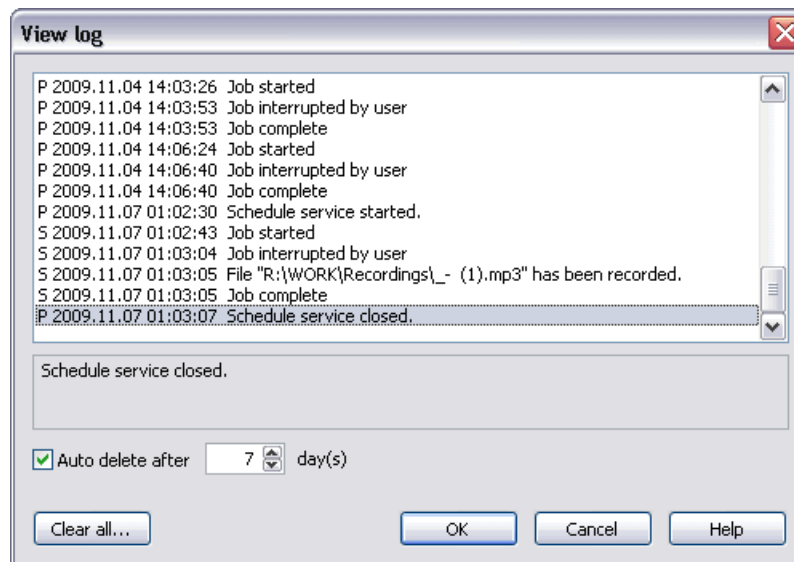 View log
P 2009.11.04 14:03:26 Job started
P 2009.11.04 14:03:53 Job interrupted by user
P 2009.11.04 14:03:53 Job complete
P 2009.11.04 14:06:24 Job started
P 2009.11.04 14:06:40 Job interrupted by user
P 2009.11.04 14:06:40 Job complete
P 2009.11.07 01:02:30 Schedule service started.
S 2009.11.07 01:02:43 Job started
S 2009.11.07 01:03:04 Job interrupted by user
S 2009.11.07 01:03:05 File "R:\WORK\Recordings\_- (1).mp3" has been recorded.
S 2009.11.07 01:03:05 Job complete
P 2009.11.07 01:03:07 Schedule service closed.
Schedule service closed.
Auto delete after 7 day(s)
Clear all... OK Cancel Help